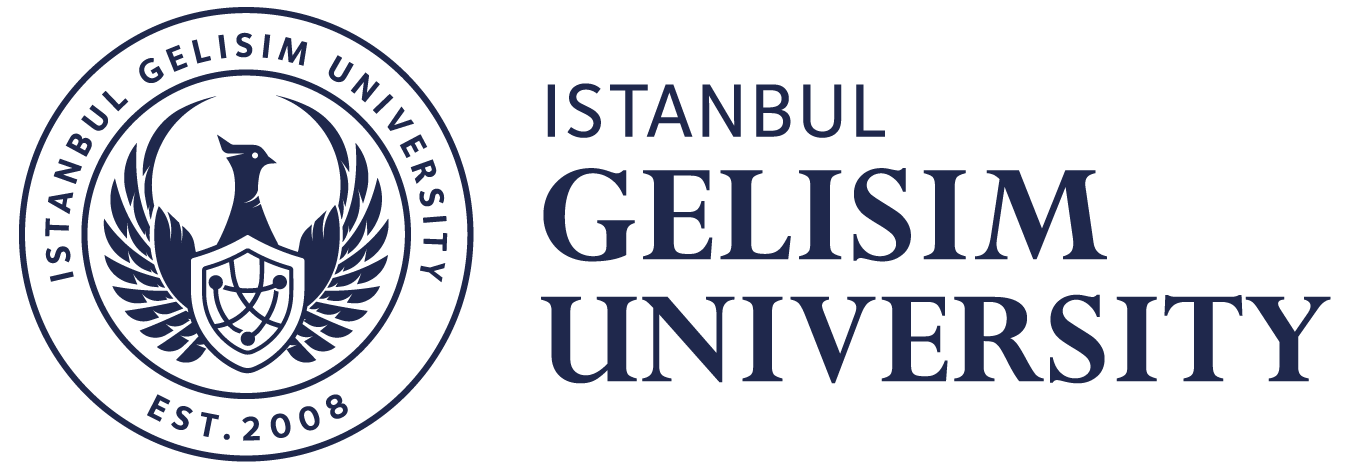 ISTANBUL GELISIM UNIVERSITY
EST. 2008
ISTANBUL
GELISIM
UNIVERSITY